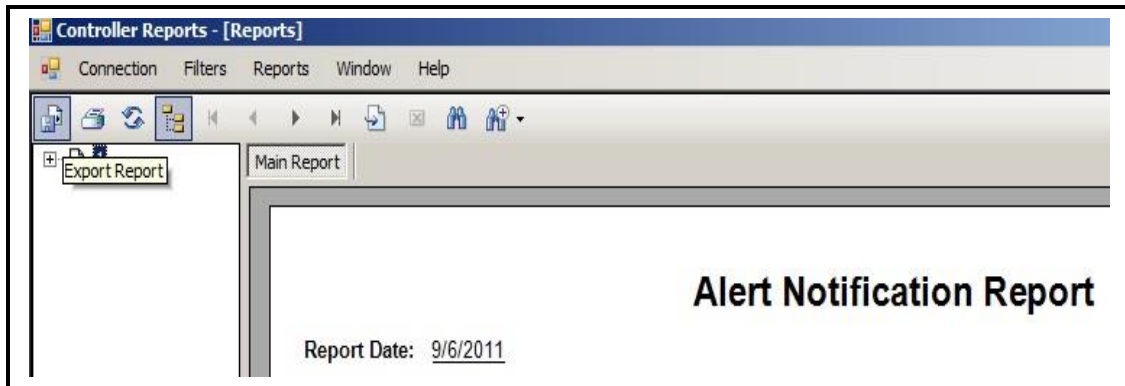 Controller Reports - [Reports]
Connection Filters Reports Window Help
Export Report
Main Report
Alert Notification Report
Report Date: 9/6/2011